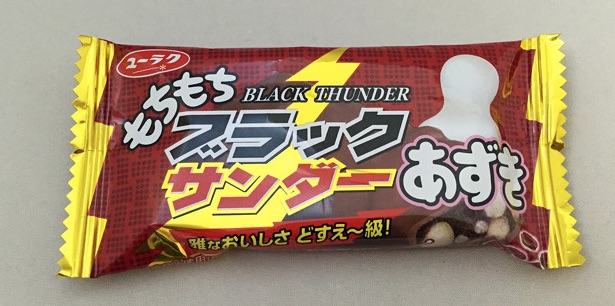 ユーラク
もちもち
BLACK THUNDER
ブラック
サンダー
あずき
雅なおいしさ どすえ〜級!